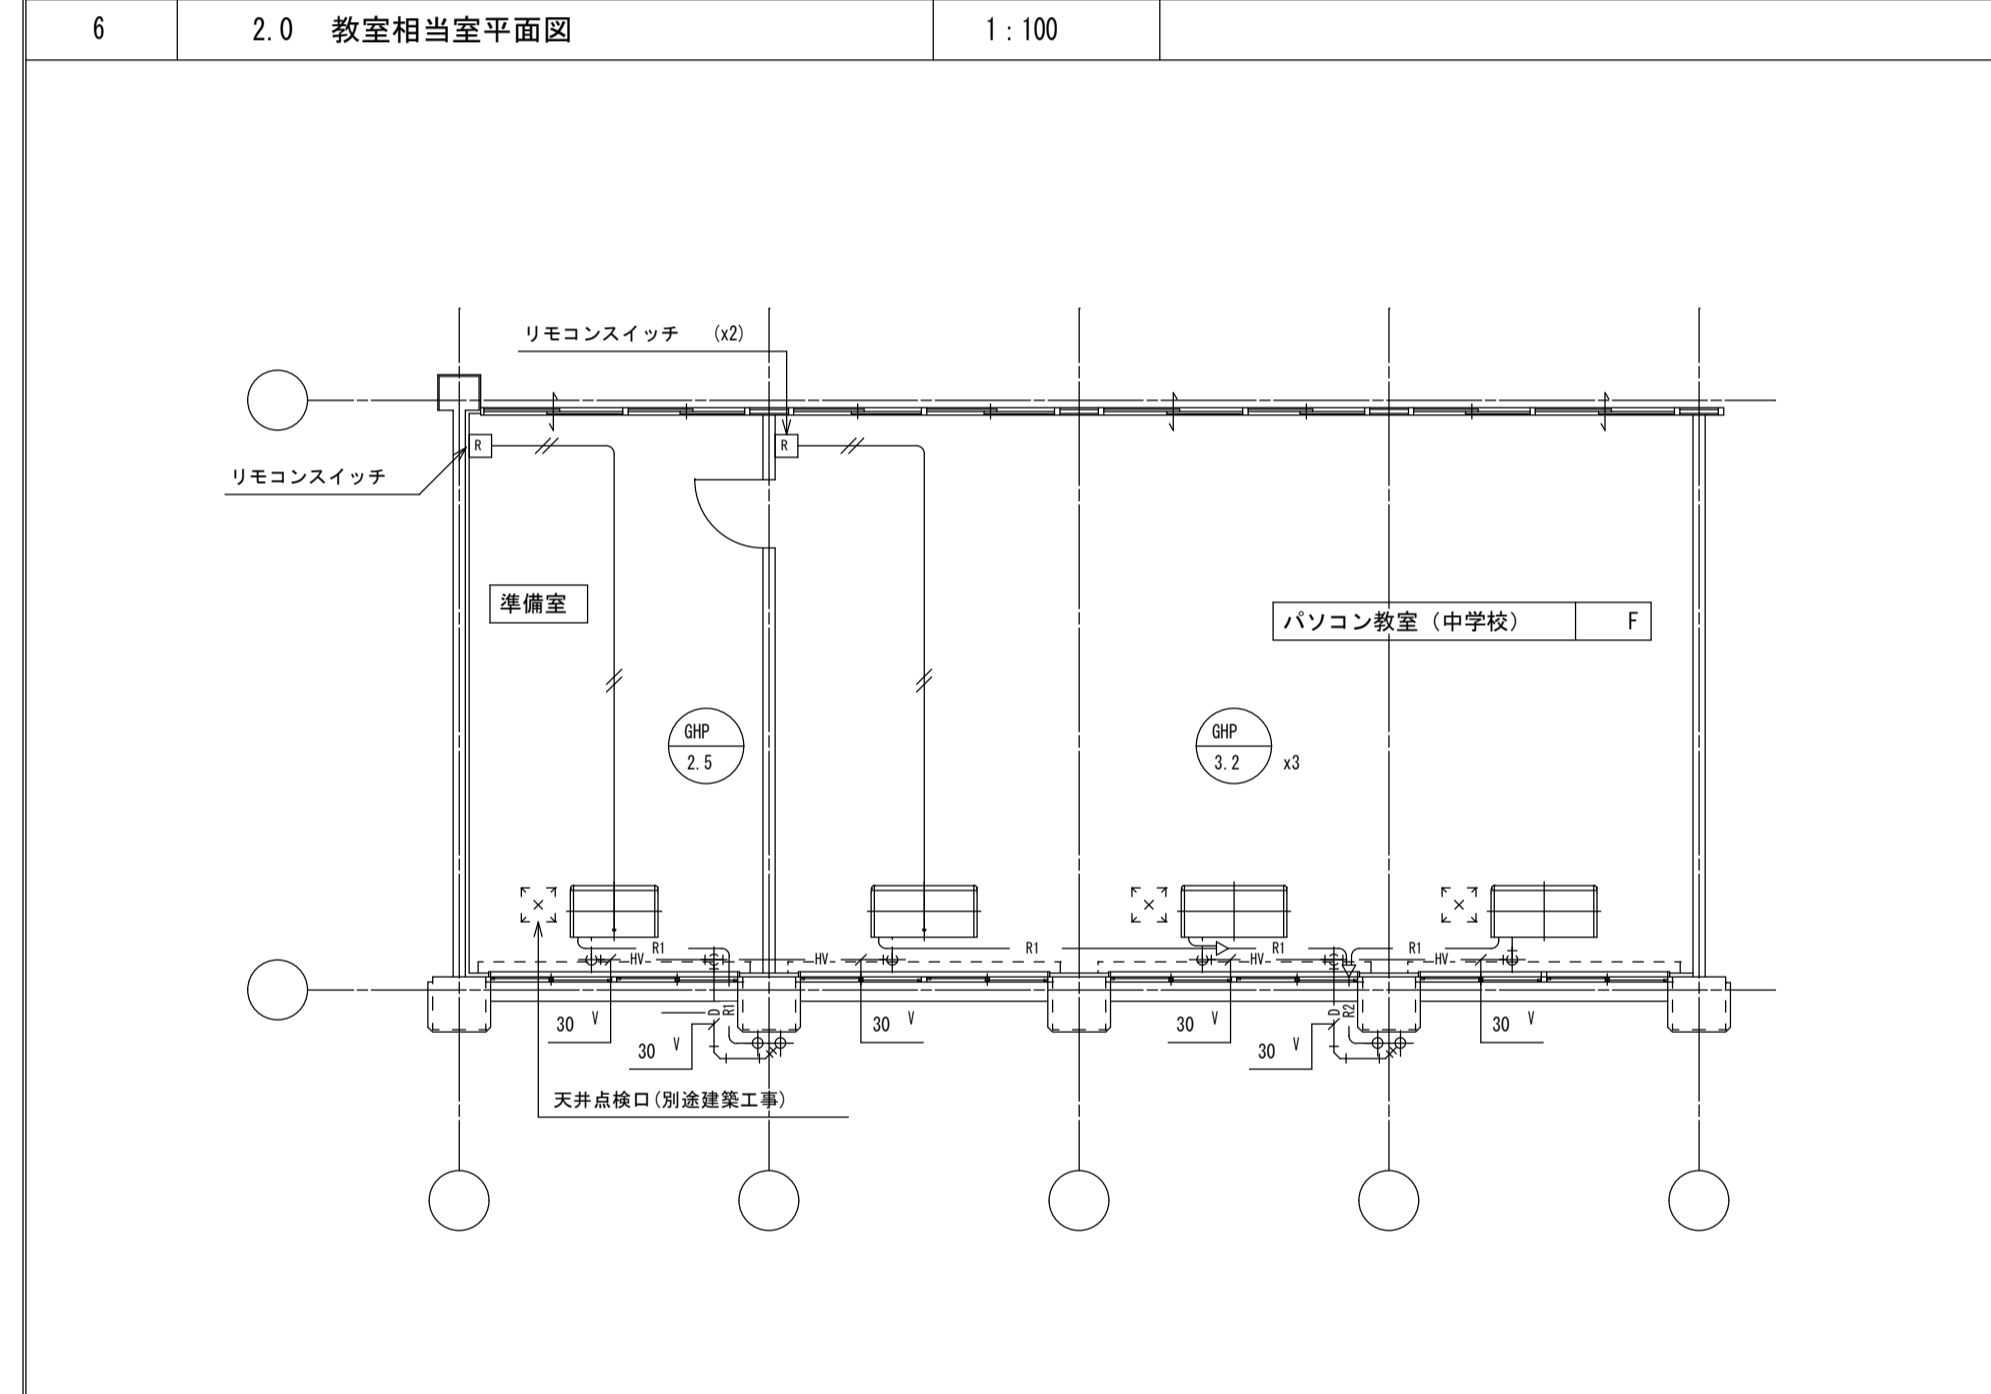 6 2.0 教室相当室平面図 1:100
リモコンスイッチ (x2)
R R
リモコンスイッチ
準備室
パソコン教室(中学校) F
GHP
2.5
GHP
3.2 x3
R1 R1 R1 R1
HV HV HV HV
D R1 D R2
30 V 30 V 30 V 30 V
30 V 30 V
天井点検口(別途建築工事)